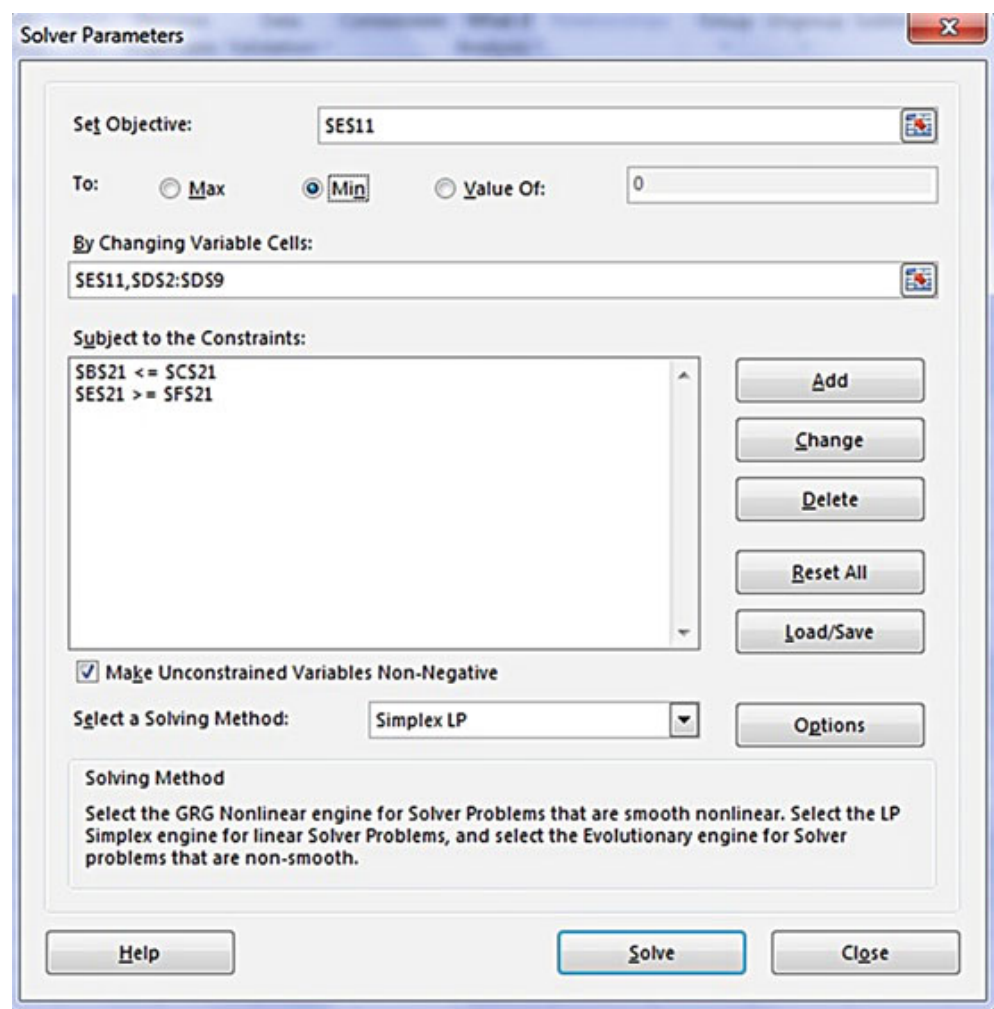 Solver Parameters
Set Objective:
$E$11
To:
Max
Min
Value Of:
0
By Changing Variable Cells:
$E$11,$D$2:$D$9
Subject to the Constraints:
$B$21 <= $C$21
$E$21 >= $F$21
Add
Change
Delete
Reset All
Load/Save
Make Unconstrained Variables Non-Negative
Select a Solving Method:
Simplex LP
Options
Solving Method
Select the GRG Nonlinear engine for Solver Problems that are smooth nonlinear. Select the LP
Simplex engine for linear Solver Problems, and select the Evolutionary engine for Solver
problems that are non-smooth.
Help
Solve
Close